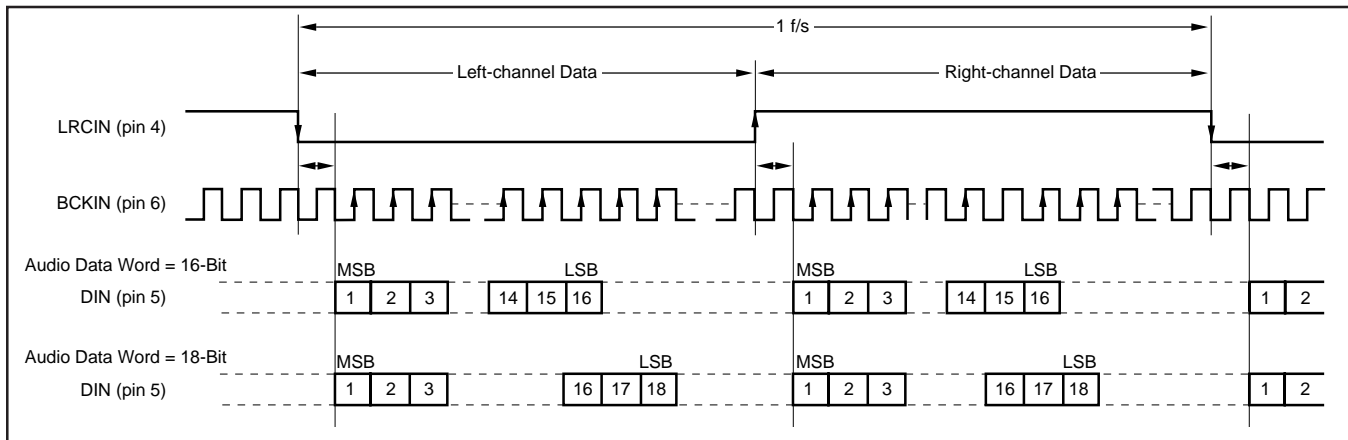 1 f/s
Left-channel Data
Right-channel Data
LRCIN (pin 4)
BCKIN (pin 6)
Audio Data Word = 16-Bit
MSB
LSB
MSB
LSB
DIN (pin 5)
1 2 3 14 15 16 1 2 3 14 15 16 1 2
Audio Data Word = 18-Bit
MSB
LSB
MSB
LSB
DIN (pin 5)
1 2 3 16 17 18 1 2 3 16 17 18 1 2